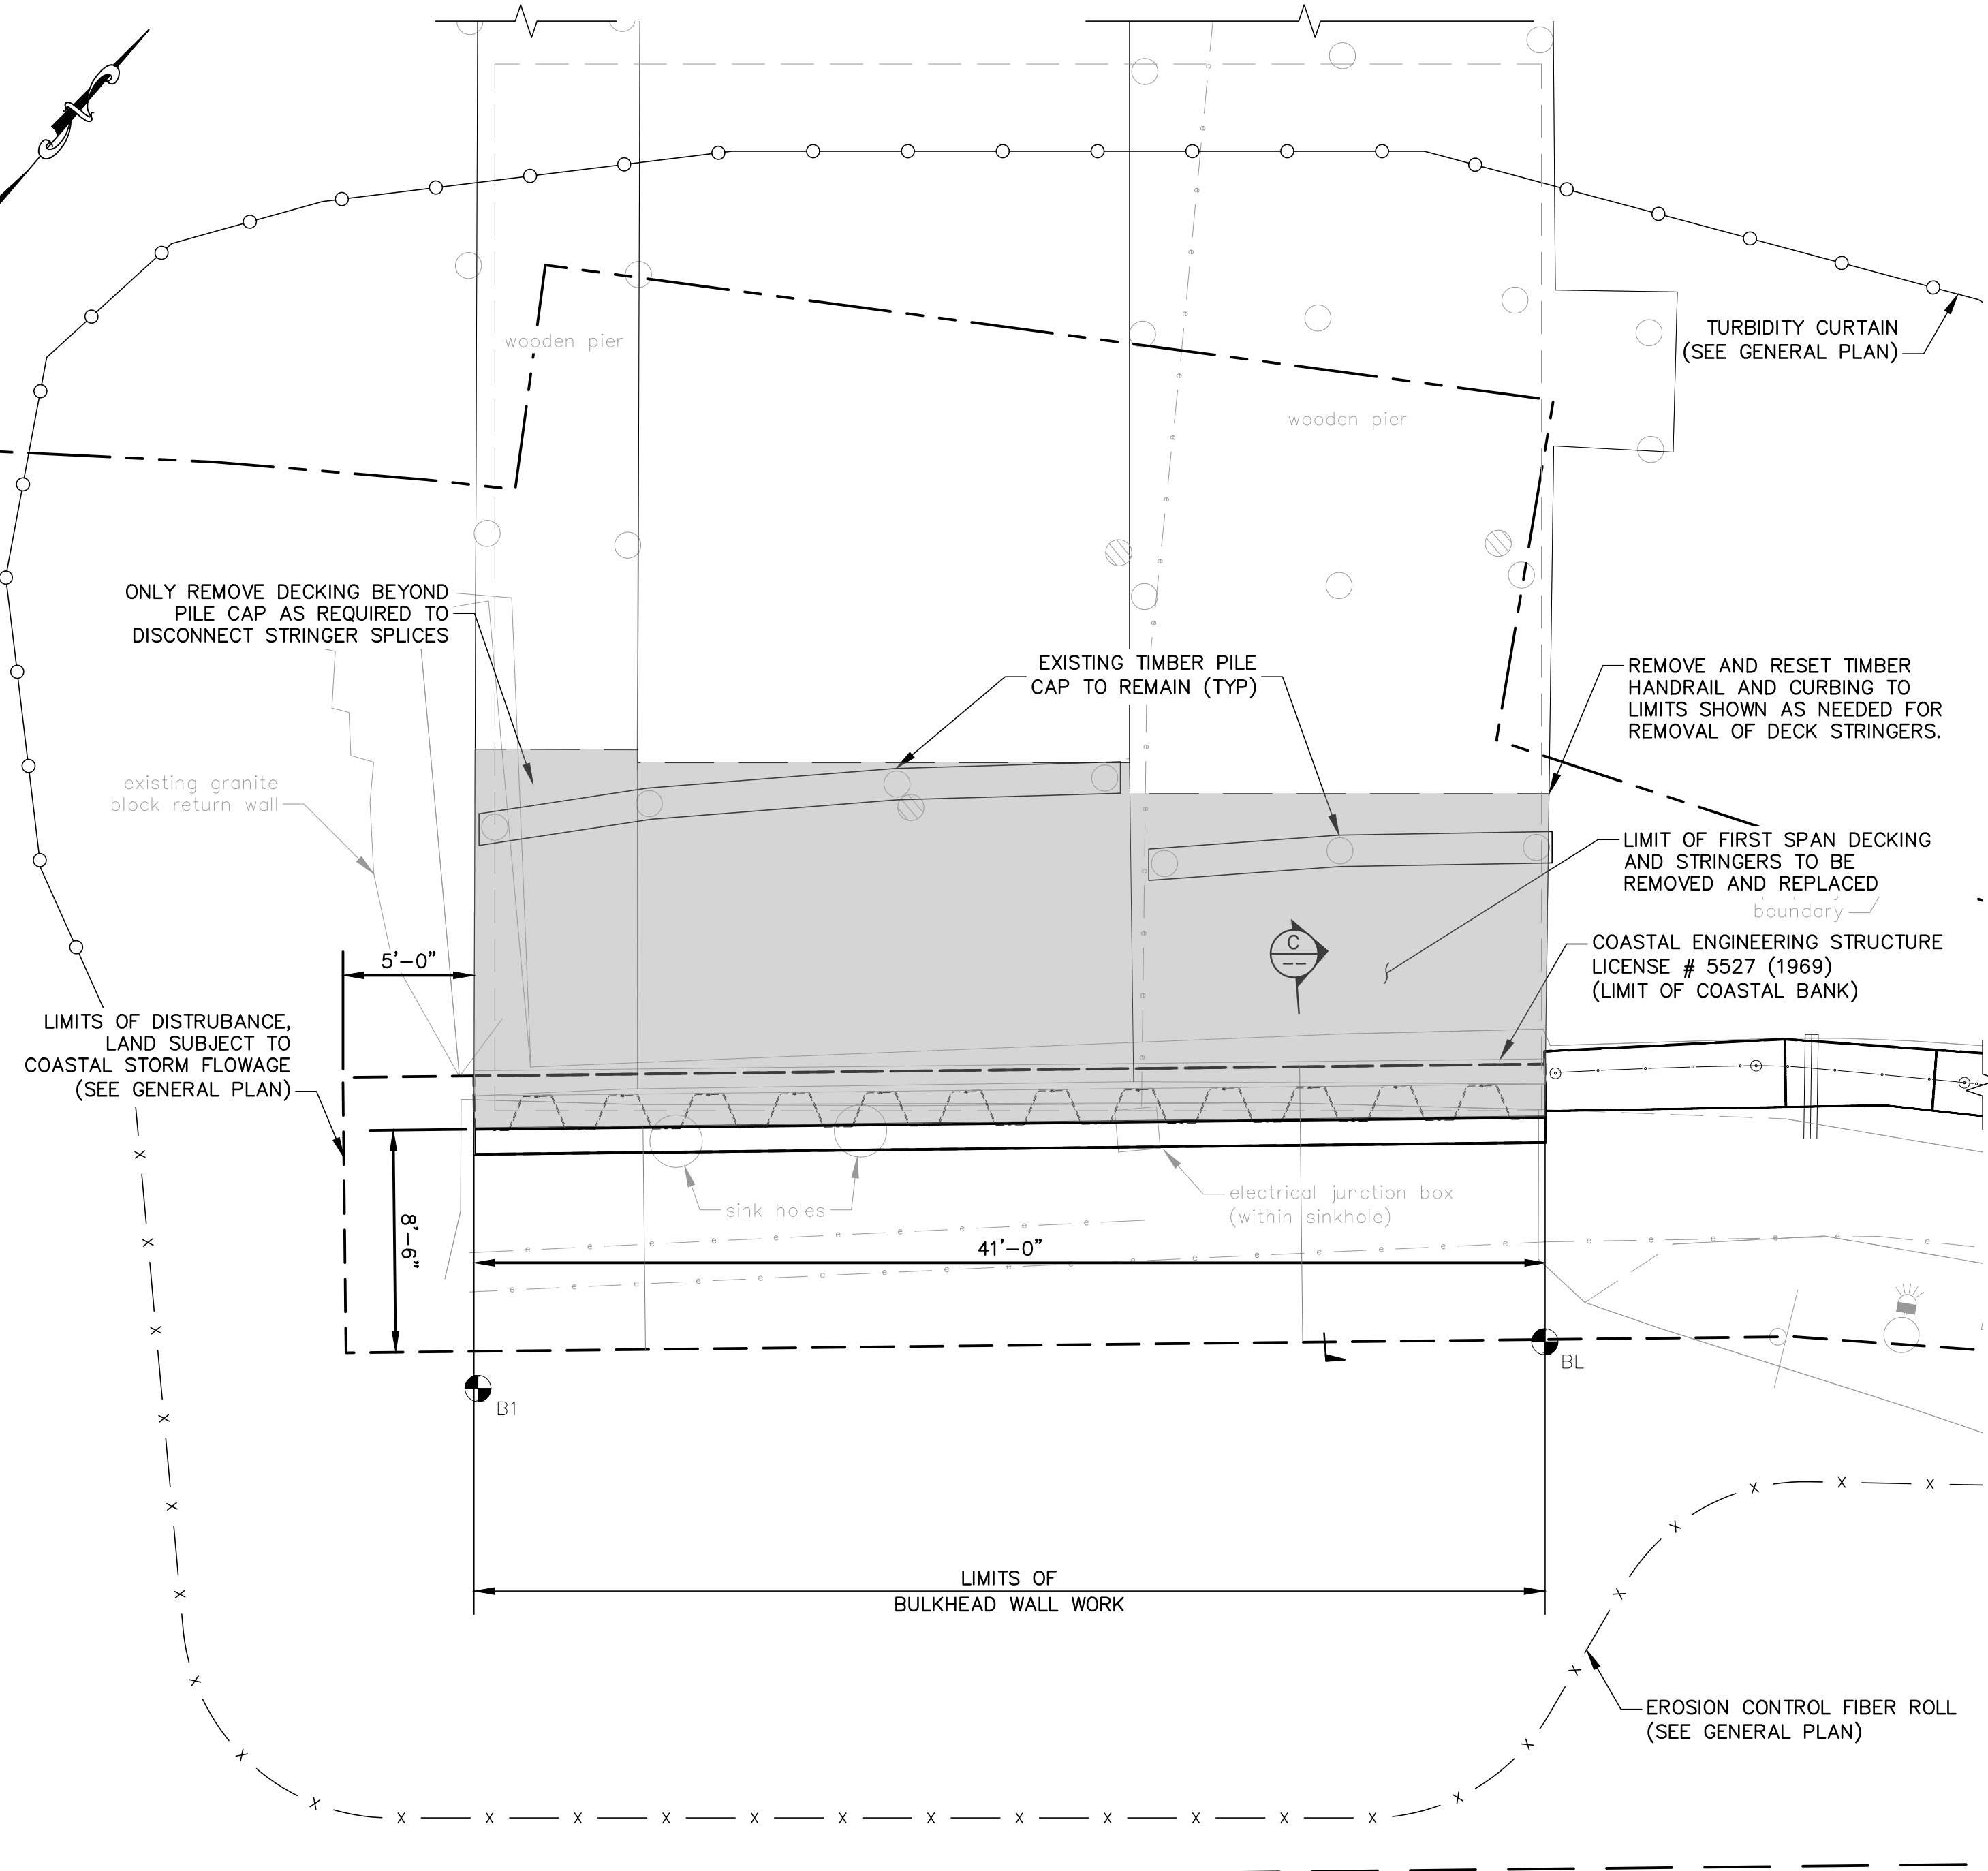 TURBIDITY CURTAIN
(SEE GENERAL PLAN)
wooden pier
wooden pier
ONLY REMOVE DECKING BEYOND
PILE CAP AS REQUIRED TO
DISCONNECT STRINGER SPLICES
EXISTING TIMBER PILE
CAP TO REMAIN (TYP)
REMOVE AND RESET TIMBER
HANDRAIL AND CURBING TO
LIMITS SHOWN AS NEEDED FOR
REMOVAL OF DECK STRINGERS.
existing granite
block return wall
LIMIT OF FIRST SPAN DECKING
AND STRINGERS TO BE
REMOVED AND REPLACED
boundary
C
--
5'-0"
COASTAL ENGINEERING STRUCTURE
LICENSE # 5527 (1969)
(LIMIT OF COASTAL BANK)
LIMITS OF DISTRUBANCE,
LAND SUBJECT TO
COASTAL STORM FLOWAGE
(SEE GENERAL PLAN)
sink holes
electrical junction box
(within sinkhole)
8'-6"
41'-0"
BL
B1
LIMITS OF
BULKHEAD WALL WORK
EROSION CONTROL FIBER ROLL
(SEE GENERAL PLAN)